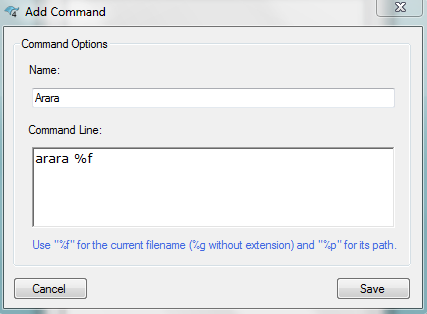 Add Command
Command Options
Name:
Arara
Command Line:
arara %f
Use "%f" for the current filename (%g without extension) and "%p" for its path.
Cancel
Save